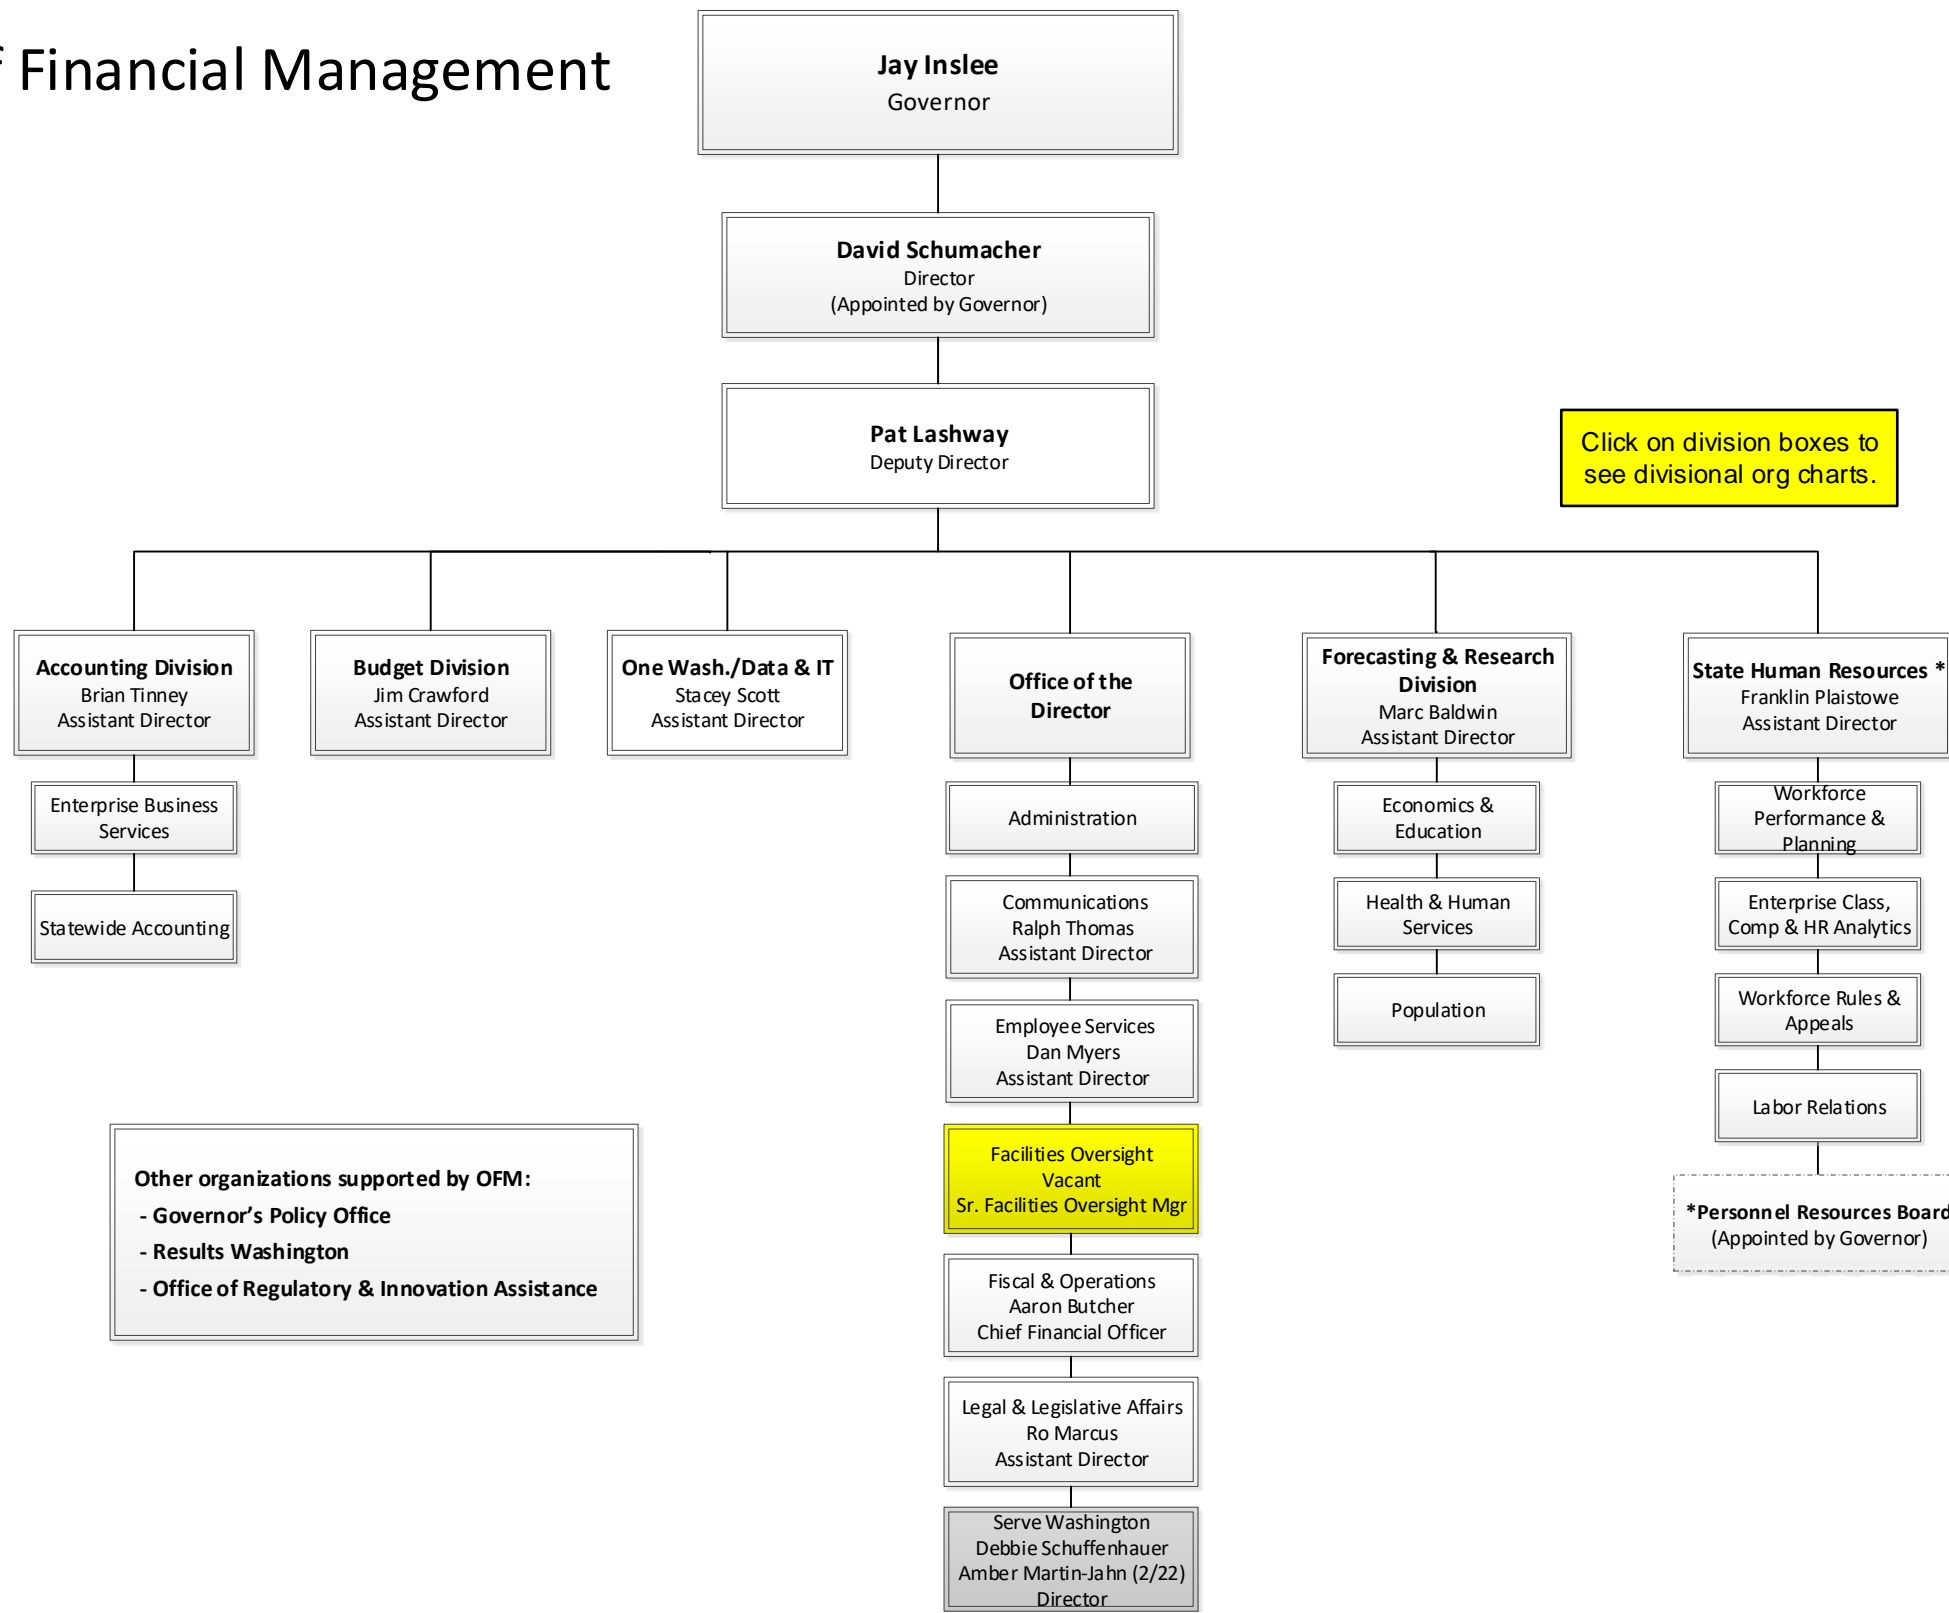 f Financial Management
Jay Inslee
Governor
David Schumacher
Director
(Appointed by Governor)
Pat Lashway
Deputy Director
Click on division boxes to
see divisional org charts.
Accounting Division
Brian Tinney
Assistant Director
Enterprise Business
Services
Statewide Accounting
Budget Division
Jim Crawford
Assistant Director
One Wash./Data & IT
Stacey Scott
Assistant Director
Office of the
Director
Administration
Communications
Ralph Thomas
Assistant Director
Employee Services
Dan Myers
Assistant Director
Facilities Oversight
Vacant
Sr. Facilities Oversight Mgr
Fiscal & Operations
Aaron Butcher
Chief Financial Officer
Legal & Legislative Affairs
Ro Marcus
Assistant Director
Serve Washington
Debbie Schuffenhauer
Amber Martin-Jahn (2/22)
Director
Forecasting & Research
Division
Marc Baldwin
Assistant Director
Economics &
Education
Health & Human
Services
Population
State Human Resources *
Franklin Plaistowe
Assistant Director
Workforce
Performance &
Planning
Enterprise Class,
Comp & HR Analytics
Workforce Rules &
Appeals
Labor Relations
*Personnel Resources Board
(Appointed by Governor)
Other organizations supported by OFM:
- Governor’s Policy Office
- Results Washington
- Office of Regulatory & Innovation Assistance